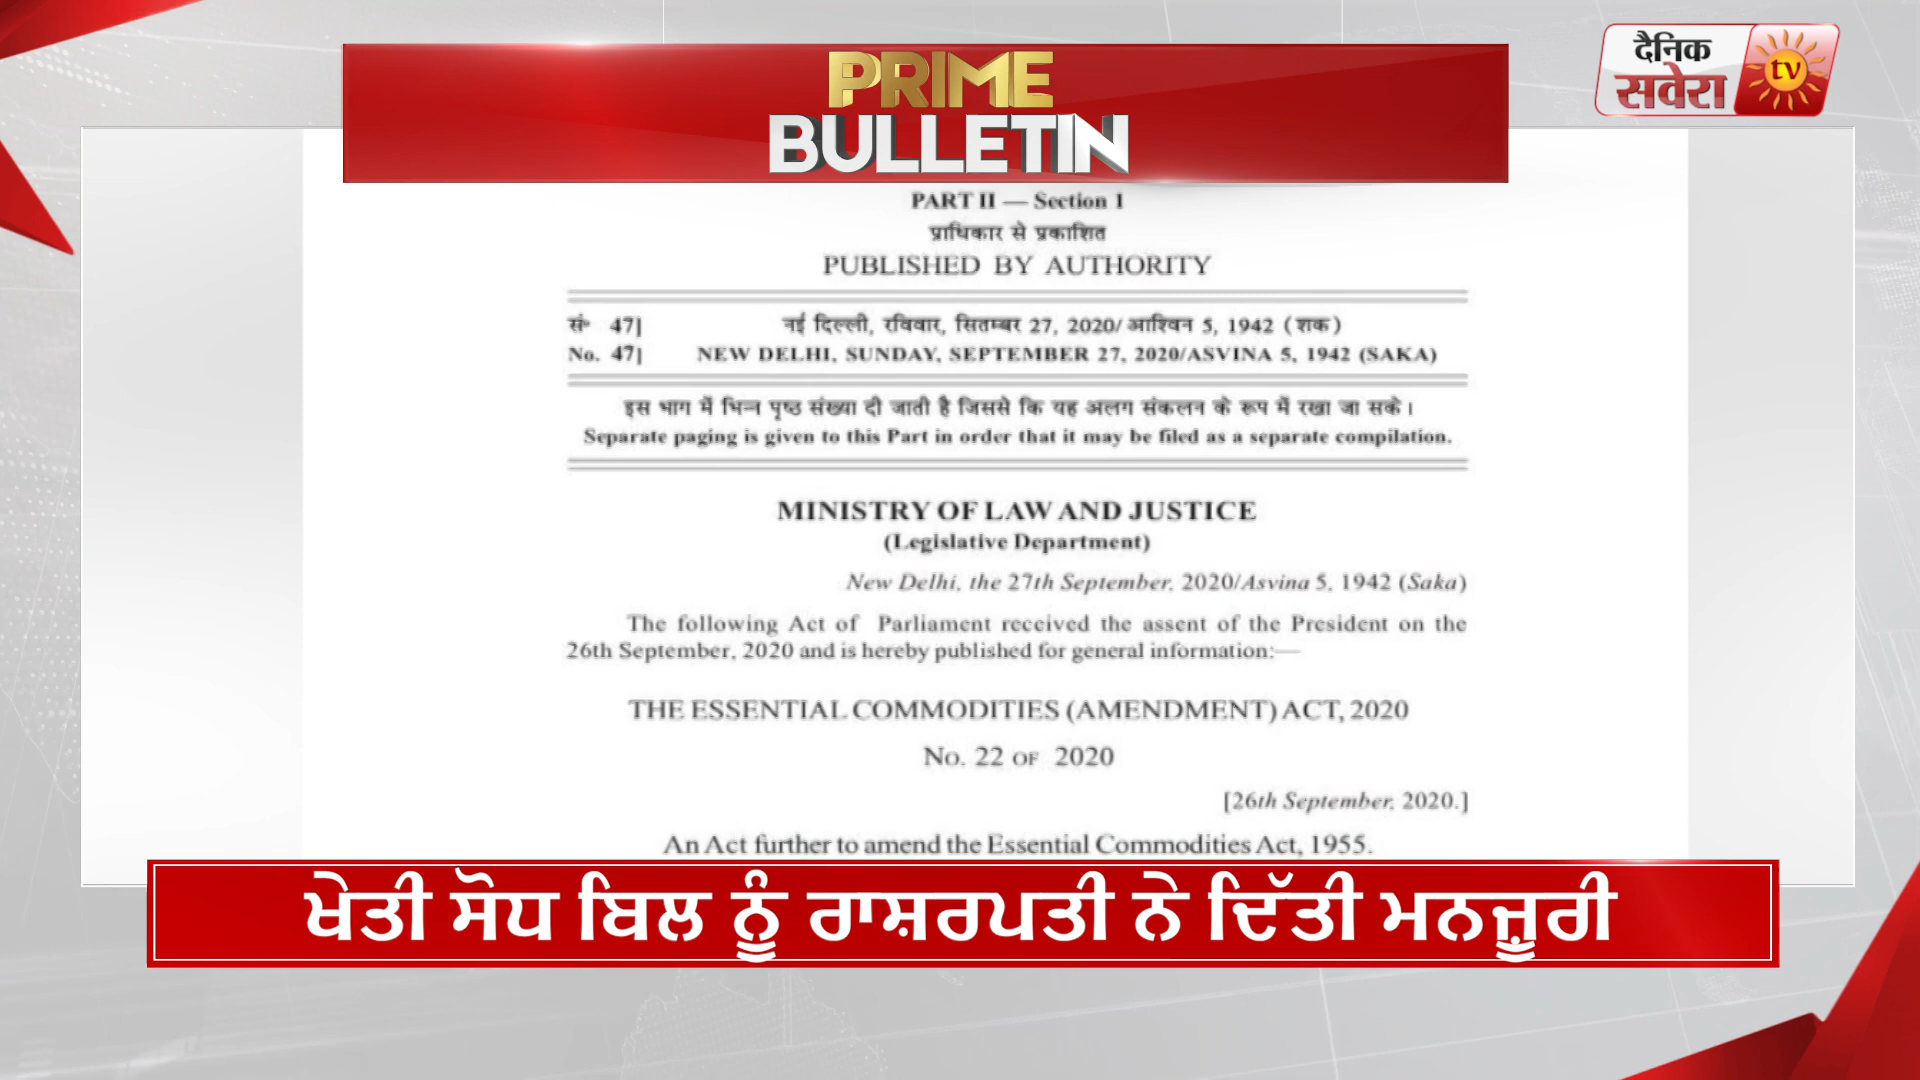 PRIME
BULLETIN
दैनिक
सवेरा
tv
PART II — Section 1
प्राधिकार से प्रकाशित
PUBLISHED BY AUTHORITY
सं॰ 47] नई दिल्ली, रविवार, सितम्बर 27, 2020/ आश्विन 5, 1942 (शक)
No. 47] NEW DELHI, SUNDAY, SEPTEMBER 27, 2020/ASVINA 5, 1942 (SAKA)
इस भाग में भिन्न पृष्ठ संख्या दी जाती है जिससे कि यह अलग संकलन के रूप में रखा जा सके।
Separate paging is given to this Part in order that it may be filed as a separate compilation.
MINISTRY OF LAW AND JUSTICE
(Legislative Department)
New Delhi, the 27th September, 2020/Asvina 5, 1942 (Saka)
The following Act of Parliament received the assent of the President on the
26th September, 2020 and is hereby published for general information:—
THE ESSENTIAL COMMODITIES (AMENDMENT) ACT, 2020
No. 22 OF 2020
[26th September, 2020.]
An Act further to amend the Essential Commodities Act, 1955.
ਖੇਤੀ ਸੋਧ ਬਿਲ ਨੂੰ ਰਾਸ਼ਰਪਤੀ ਨੇ ਦਿੱਤੀ ਮਨਜ਼ੂਰੀ